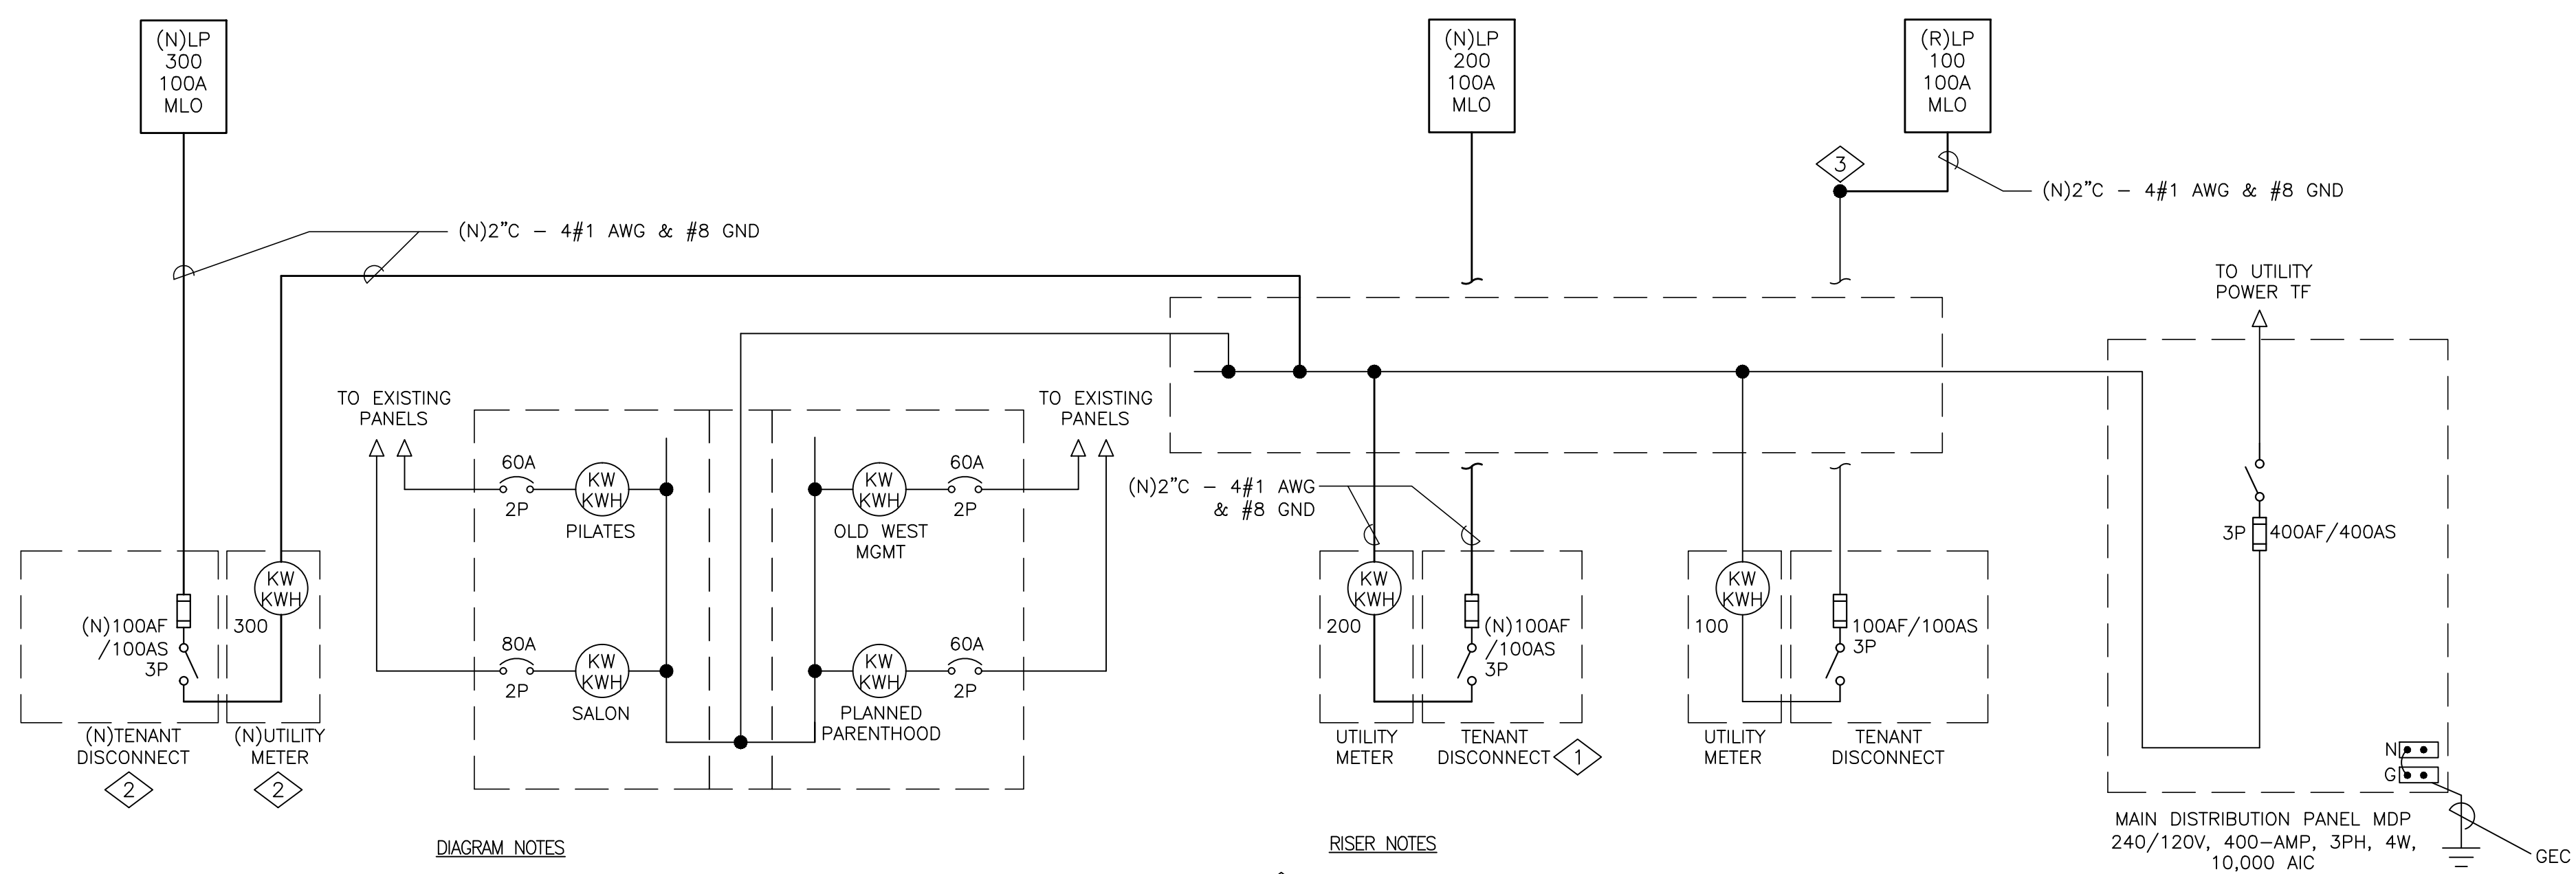 (N)LP
300
100A
MLO
(N)LP
200
100A
MLO
(R)LP
100
100A
MLO
3
(N)2"C – 4#1 AWG & #8 GND
(N)2"C – 4#1 AWG & #8 GND
TO UTILITY
POWER TF
TO EXISTING
PANELS
60A
2P
KW
KWH
PILATES
80A
2P
KW
KWH
SALON
KW
KWH
OLD WEST
MGMT
60A
2P
KW
KWH
PLANNED
PARENTHOOD
60A
2P
TO EXISTING
PANELS
(N)2"C – 4#1 AWG
& #8 GND
(N)100AF
/100AS
3P
KW
KWH
300
(N)TENANT
DISCONNECT
2
(N)UTILITY
METER
2
KW
KWH
200
(N)100AF
/100AS
3P
UTILITY
METER
TENANT
DISCONNECT
1
KW
KWH
100
100AF/100AS
3P
UTILITY
METER
TENANT
DISCONNECT
3P 400AF/400AS
N
G
MAIN DISTRIBUTION PANEL MDP
240/120V, 400–AMP, 3PH, 4W,
10,000 AIC
GEC
DIAGRAM NOTES
RISER NOTES